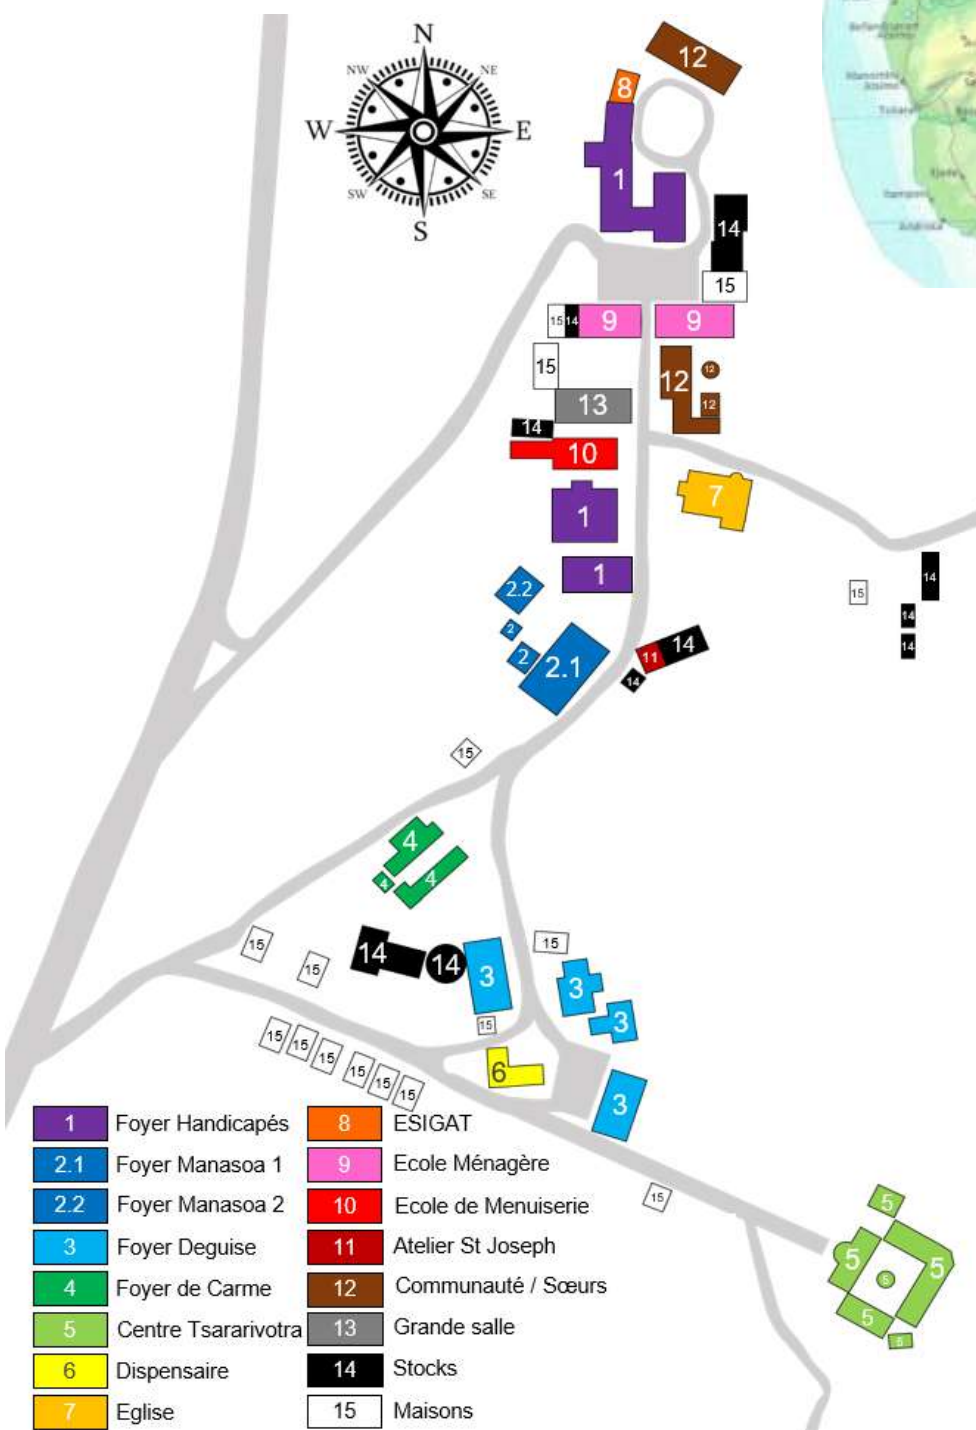 N
NW NE
W E
SW SE
S
12
8
1
14
15
15 14 9 9
15
12 12
13
12
14
10
7
1
1
2.2
14
15
14
14
2
2
2.1
11 14
14
15
4
4
4
15
15
14 14 3
15
3
3
15
6
15 15 15 15 15 15
3
15
5
5
5
5
5
5
1 Foyer Handicapés
2.1 Foyer Manasoa 1
2.2 Foyer Manasoa 2
3 Foyer Deguise
4 Foyer de Carme
5 Centre Tsararivotra
6 Dispensaire
7 Eglise
8 ESIGAT
9 Ecole Ménagère
10 Ecole de Menuiserie
11 Atelier St Joseph
12 Communauté / Sœurs
13 Grande salle
14 Stocks
15 Maisons